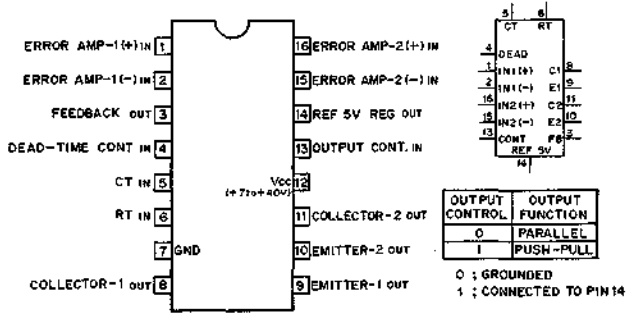 ERROR AMP-1(+) IN 1
ERROR AMP-1(-) IN 2
FEEDBACK OUT 3
DEAD-TIME CONT IN 4
CT IN 5
RT IN 6
7 GND
COLLECTOR-1 OUT 8
16 ERROR AMP-2(+) IN
15 ERROR AMP-2(-) IN
14 REF 5V REG OUT
13 OUTPUT CONT. IN
Vcc 12
(+7to+40V)
11 COLLECTOR-2 OUT
10 EMITTER-2 OUT
9 EMITTER-1 OUT
5 6
CT RT
4 DEAD
1 IN1(+) C1 8
2 IN1(-) E1 9
16 IN2(+) C2 11
15 IN2(-) E2 10
13 CONT FB 3
REF 5V
14
OUTPUT CONTROL OUTPUT FUNCTION
0 PARALLEL
1 PUSH-PULL
0 ; GROUNDED
1 ; CONNECTED TO PIN 14